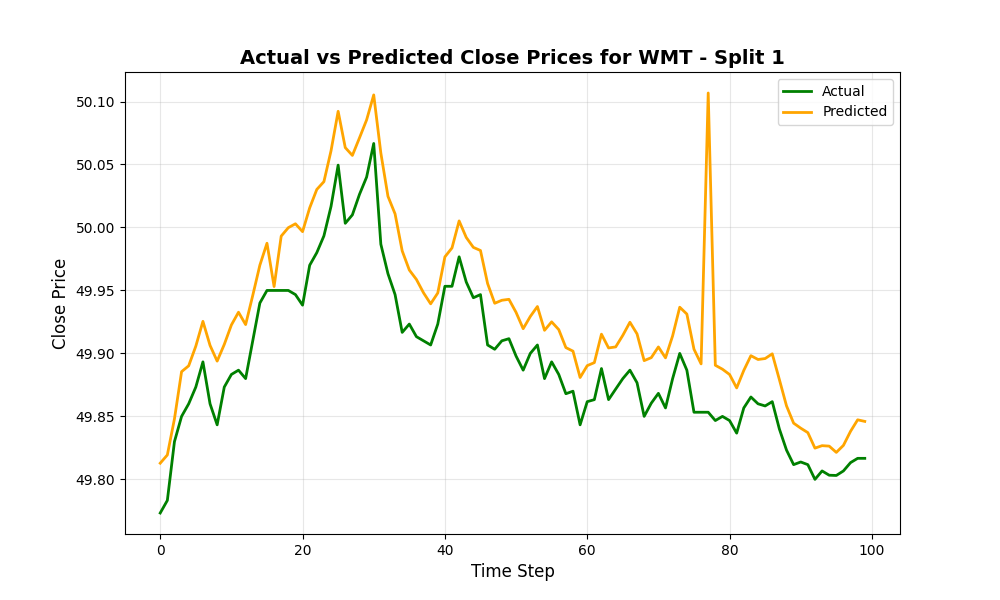 Actual vs Predicted Close Prices for WMT - Split 1
Actual
Predicted
Close Price
50.10
50.05
50.00
49.95
49.90
49.85
49.80
0 20 40 60 80 100
Time Step